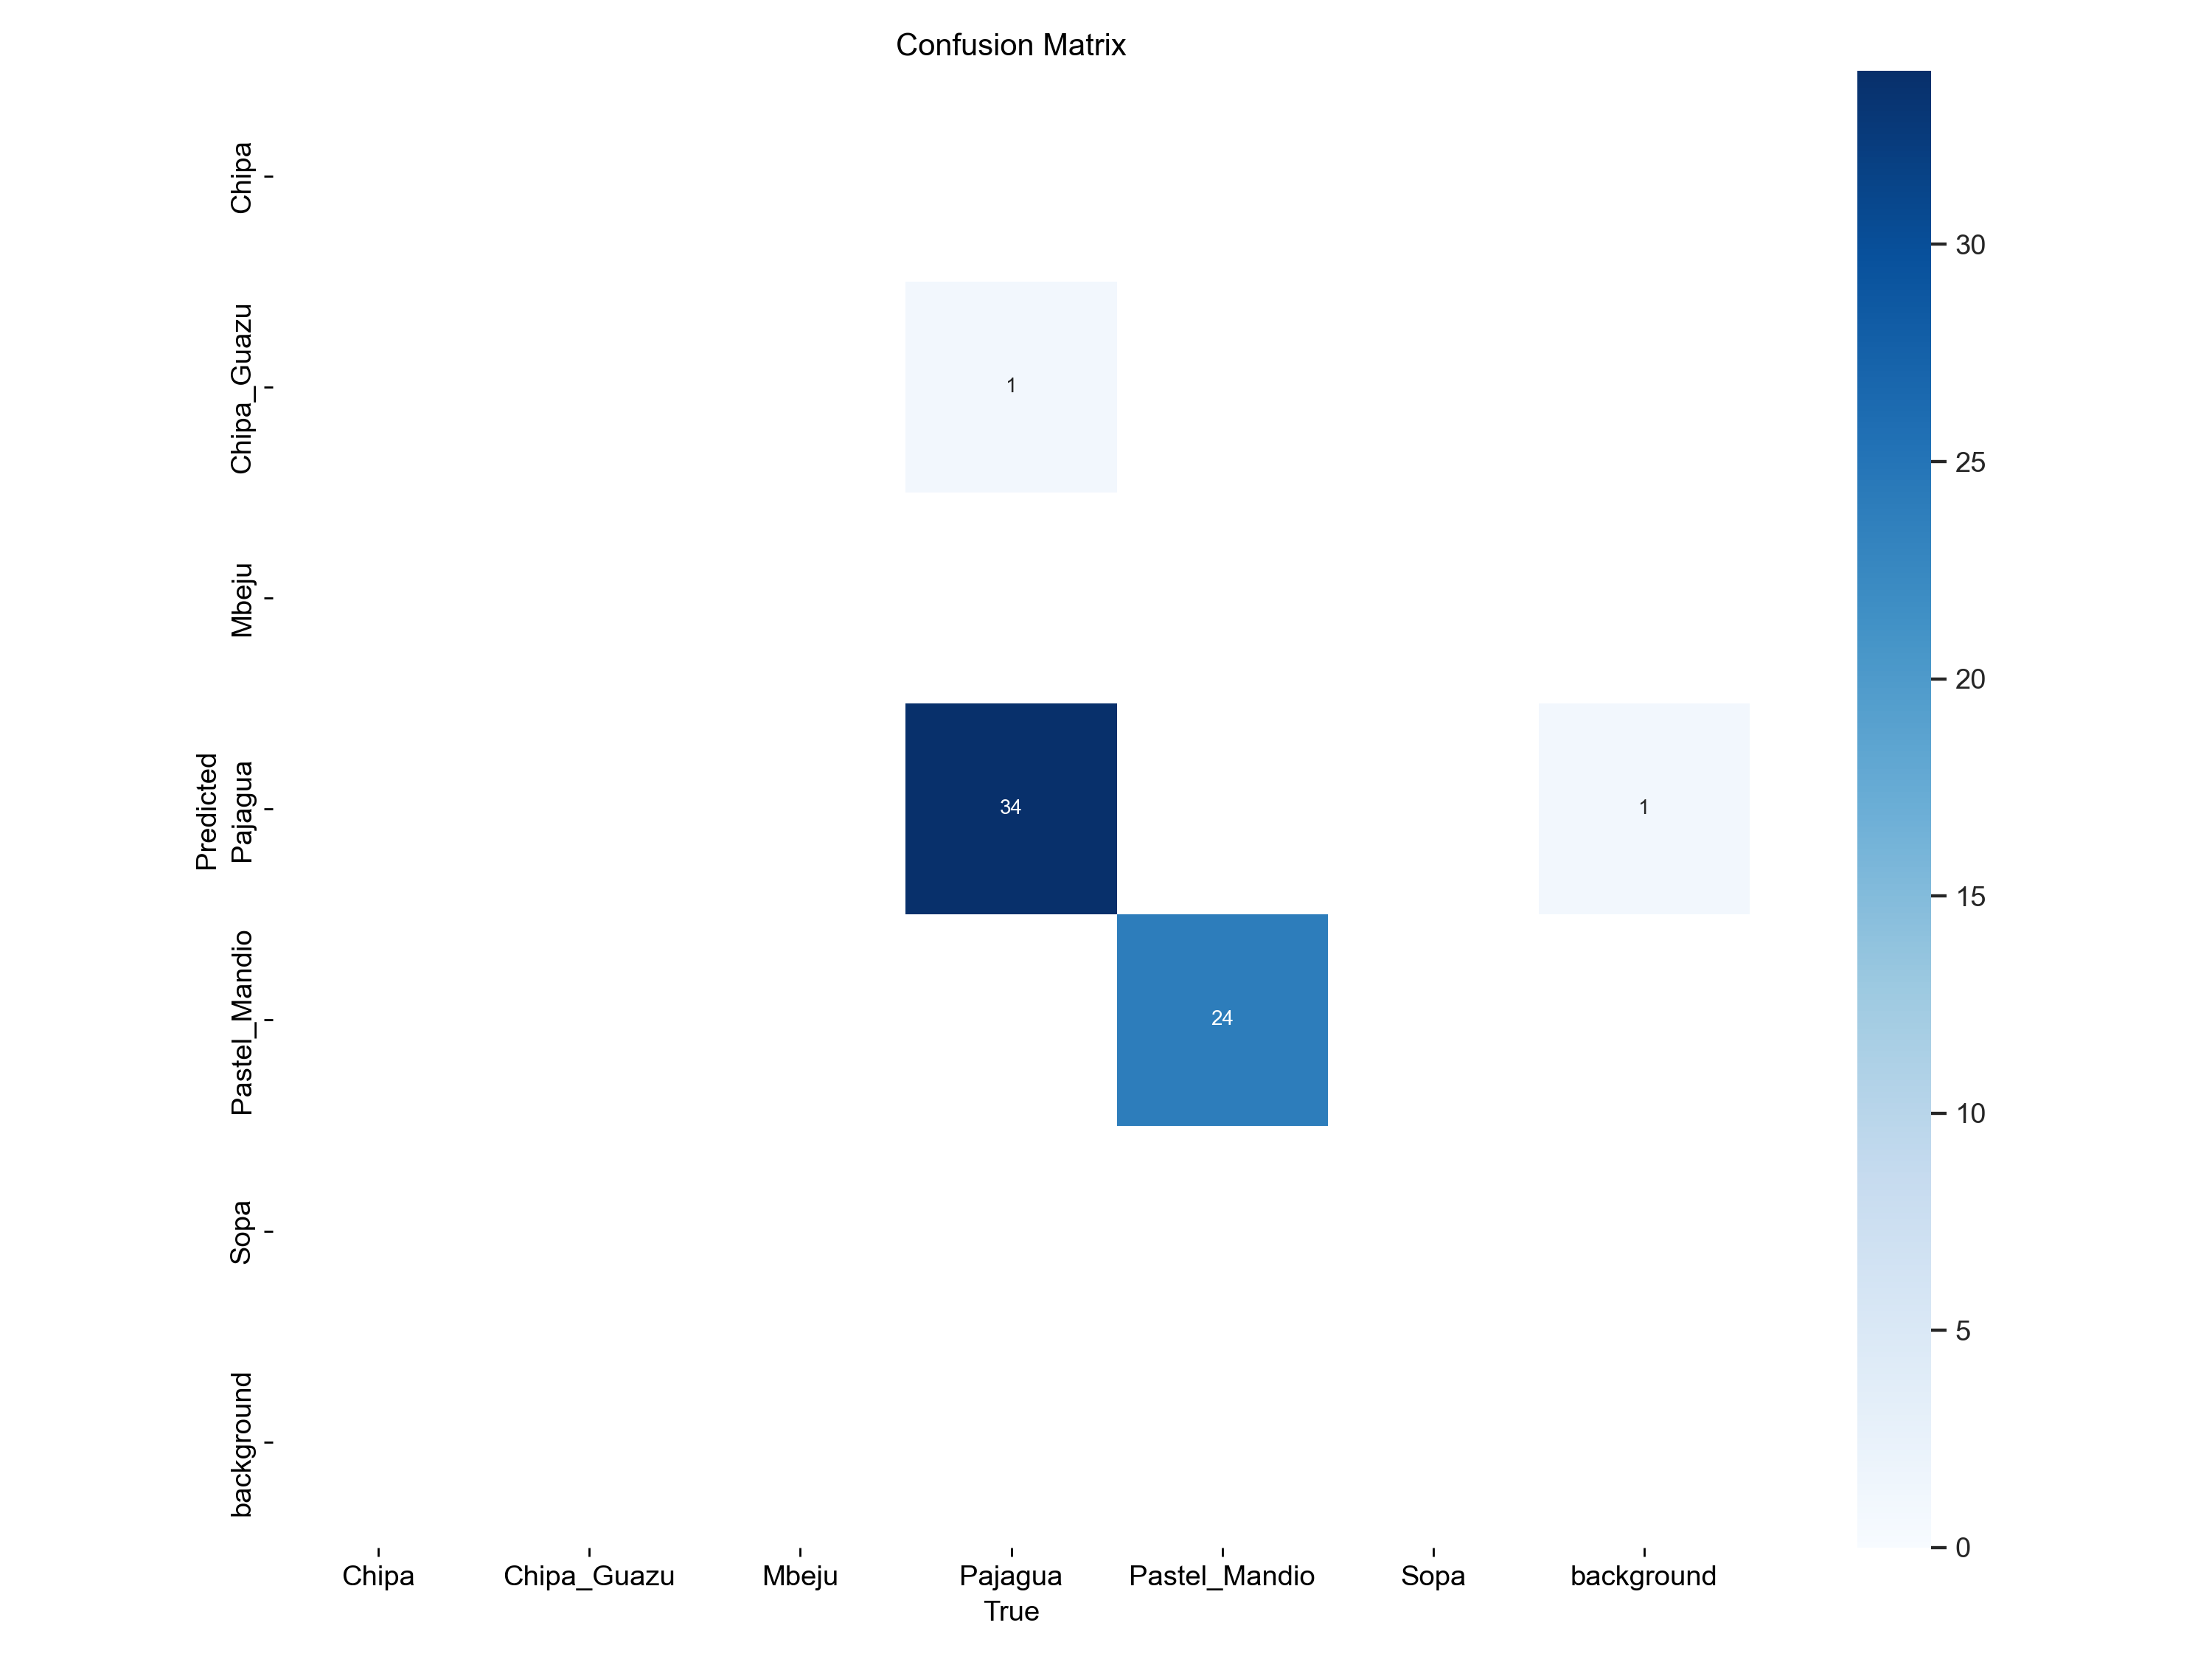 Confusion Matrix
Chipa
Chipa_Guazu
Mbeju
Pajagua
Pastel_Mandio
Sopa
background
Predicted
1
34
1
24
30
25
20
15
10
5
0
Chipa
Chipa_Guazu
Mbeju
Pajagua
Pastel_Mandio
Sopa
background
True